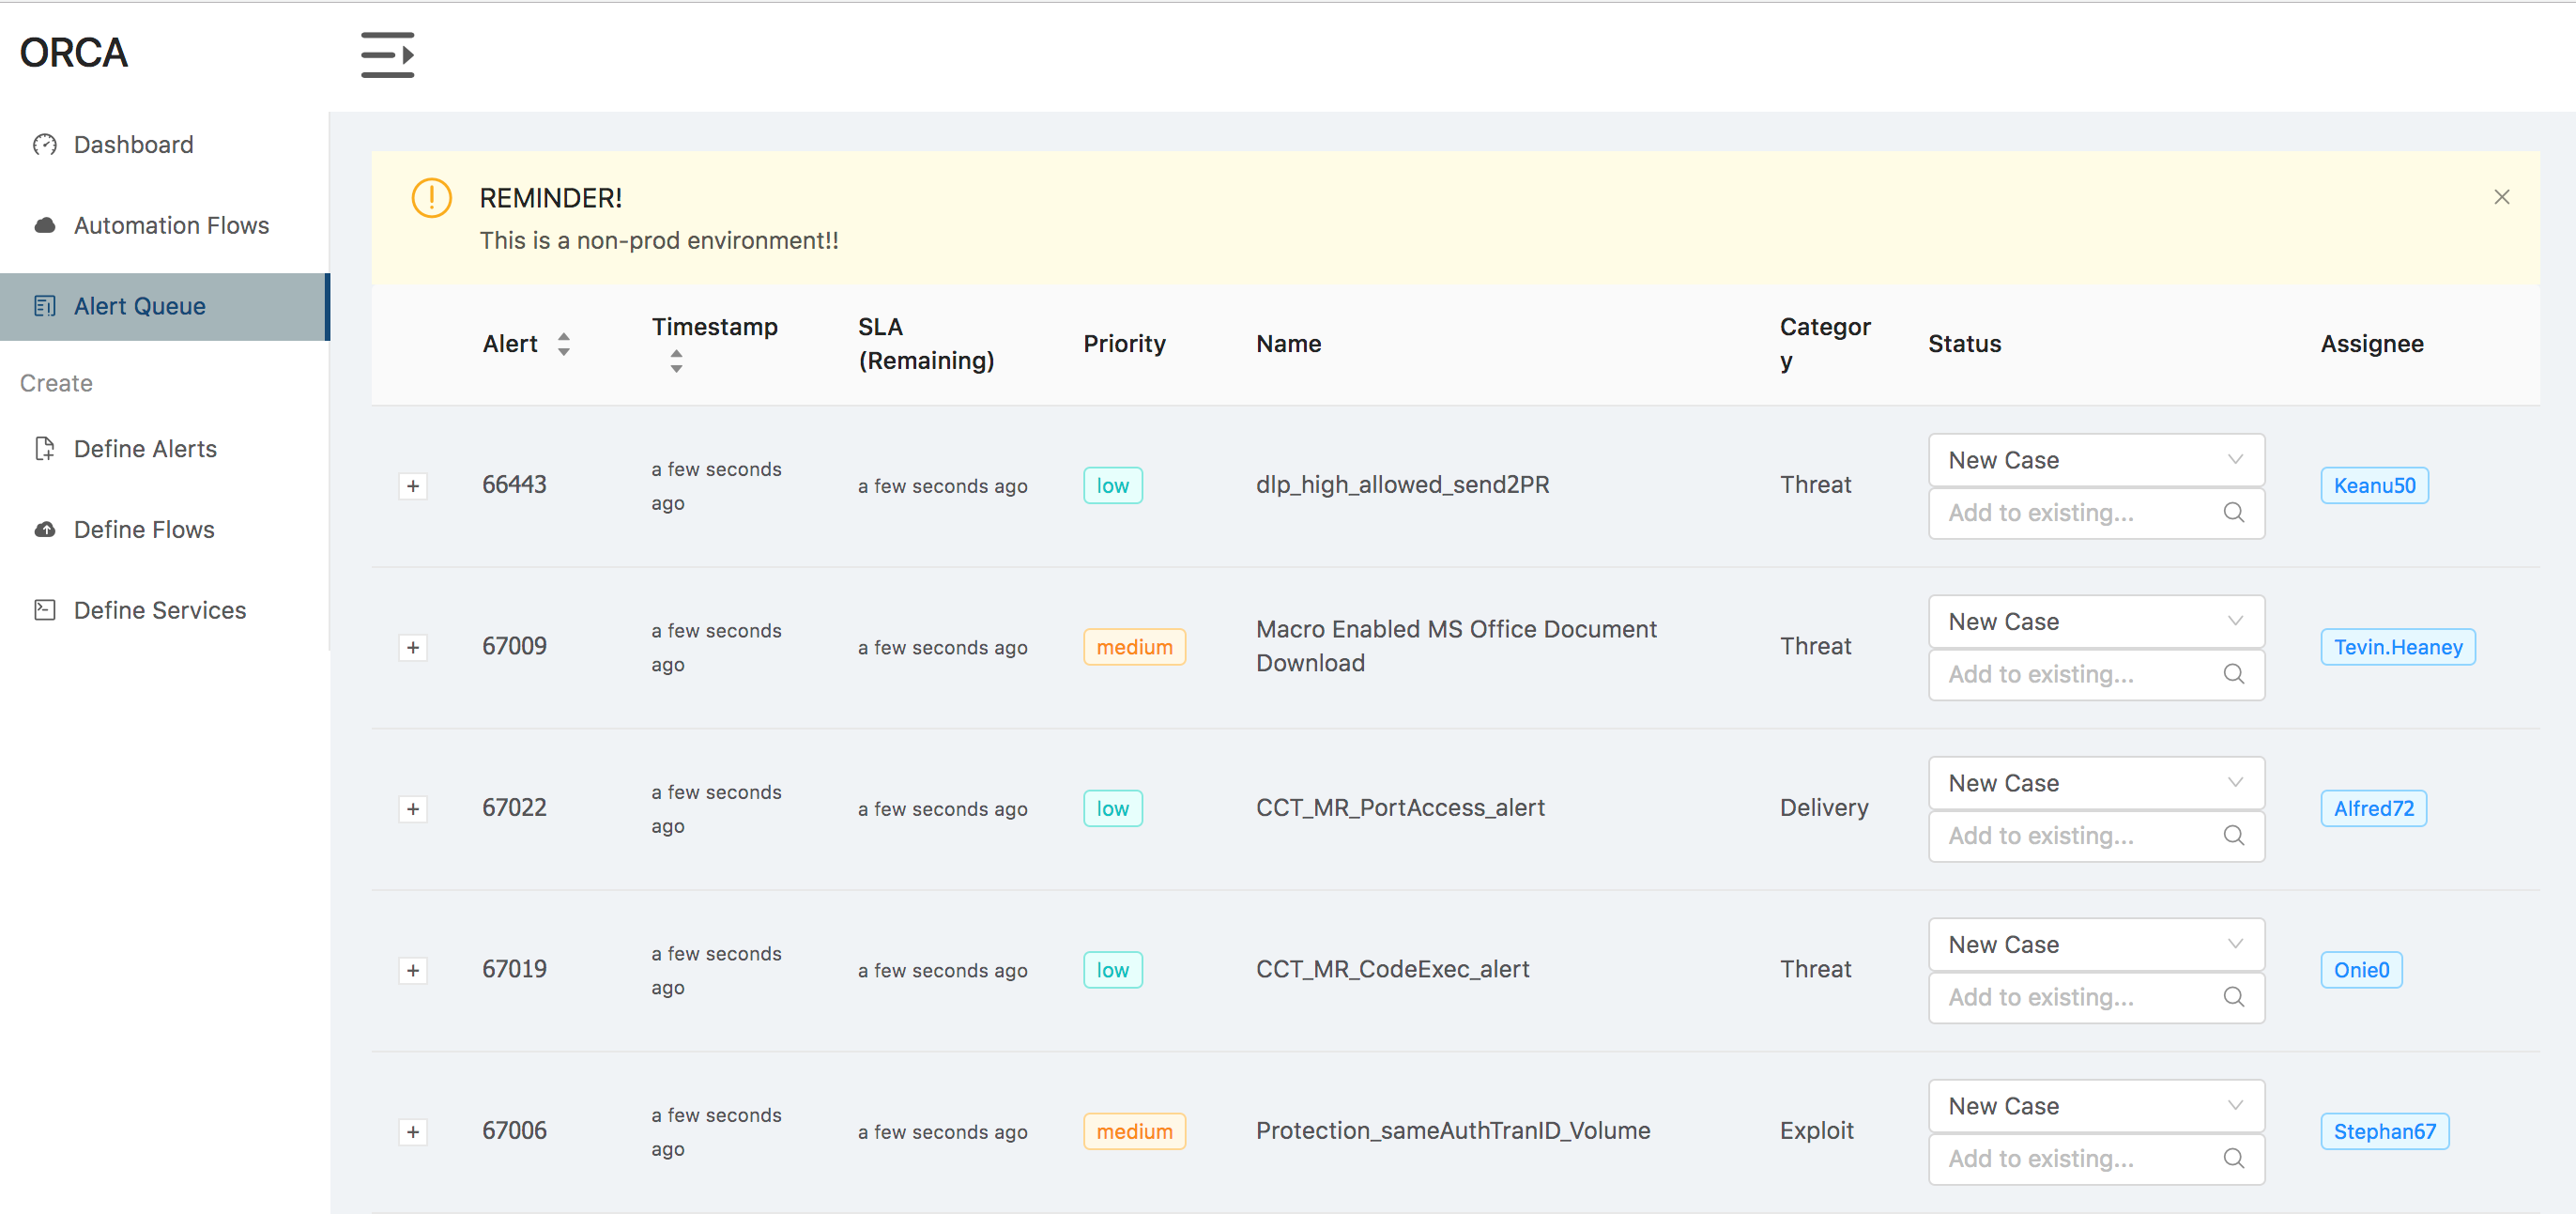 ORCA
Dashboard
Automation Flows
Alert Queue
Create
Define Alerts
Define Flows
Define Services
REMINDER!
This is a non-prod environment!!
Alert Timestamp SLA (Remaining) Priority Name Categor
y Status Assignee
66443 a few seconds
ago a few seconds ago low dlp_high_allowed_send2PR Threat New Case Keanu50
Add to existing...
67009 a few seconds
ago a few seconds ago medium Macro Enabled MS Office Document
Download Threat New Case Tevin.Heaney
Add to existing...
67022 a few seconds
ago a few seconds ago low CCT_MR_PortAccess_alert Delivery New Case Alfred72
Add to existing...
67019 a few seconds
ago a few seconds ago low CCT_MR_CodeExec_alert Threat New Case Onie0
Add to existing...
67006 a few seconds
ago a few seconds ago medium Protection_sameAuthTranID_Volume Exploit New Case Stephan67
Add to existing...